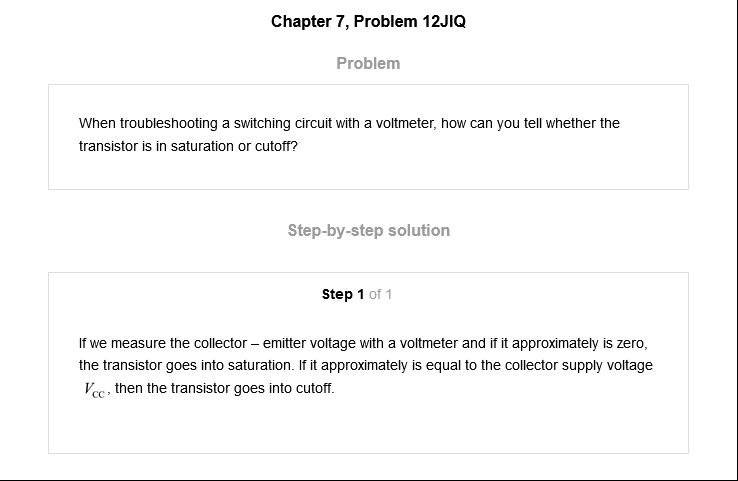 Chapter 7, Problem 12JIQ
Problem
When troubleshooting a switching circuit with a voltmeter, how can you tell whether the
transistor is in saturation or cutoff?
Step-by-step solution
Step 1 of 1
If we measure the collector – emitter voltage with a voltmeter and if it approximately is zero,
the transistor goes into saturation. If it approximately is equal to the collector supply voltage
V_CC, then the transistor goes into cutoff.